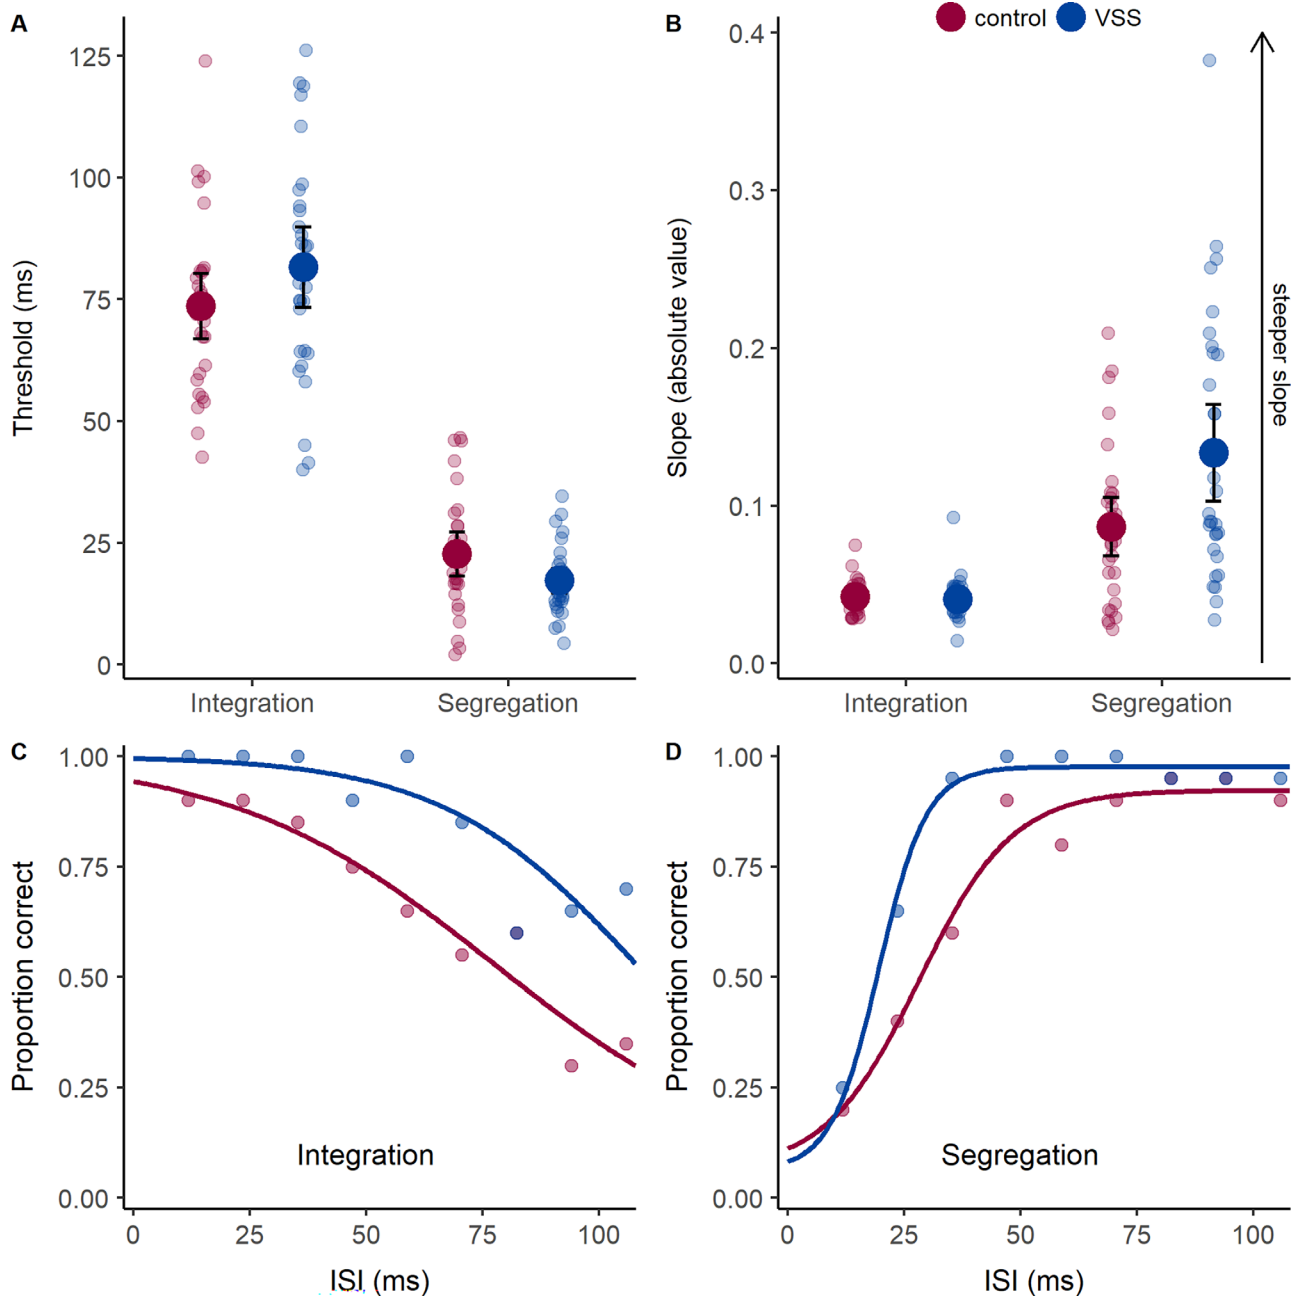 A
125
100
75
50
25
0
Threshold (ms)
Integration
Segregation
B
control
VSS
0.4
0.3
0.2
0.1
0.0
Slope (absolute value)
steeper slope
Integration
Segregation
C
1.00
0.75
0.50
0.25
0.00
Proportion correct
Integration
0
25
50
75
100
ISI (ms)
D
1.00
0.75
0.50
0.25
0.00
Proportion correct
Segregation
0
25
50
75
100
ISI (ms)